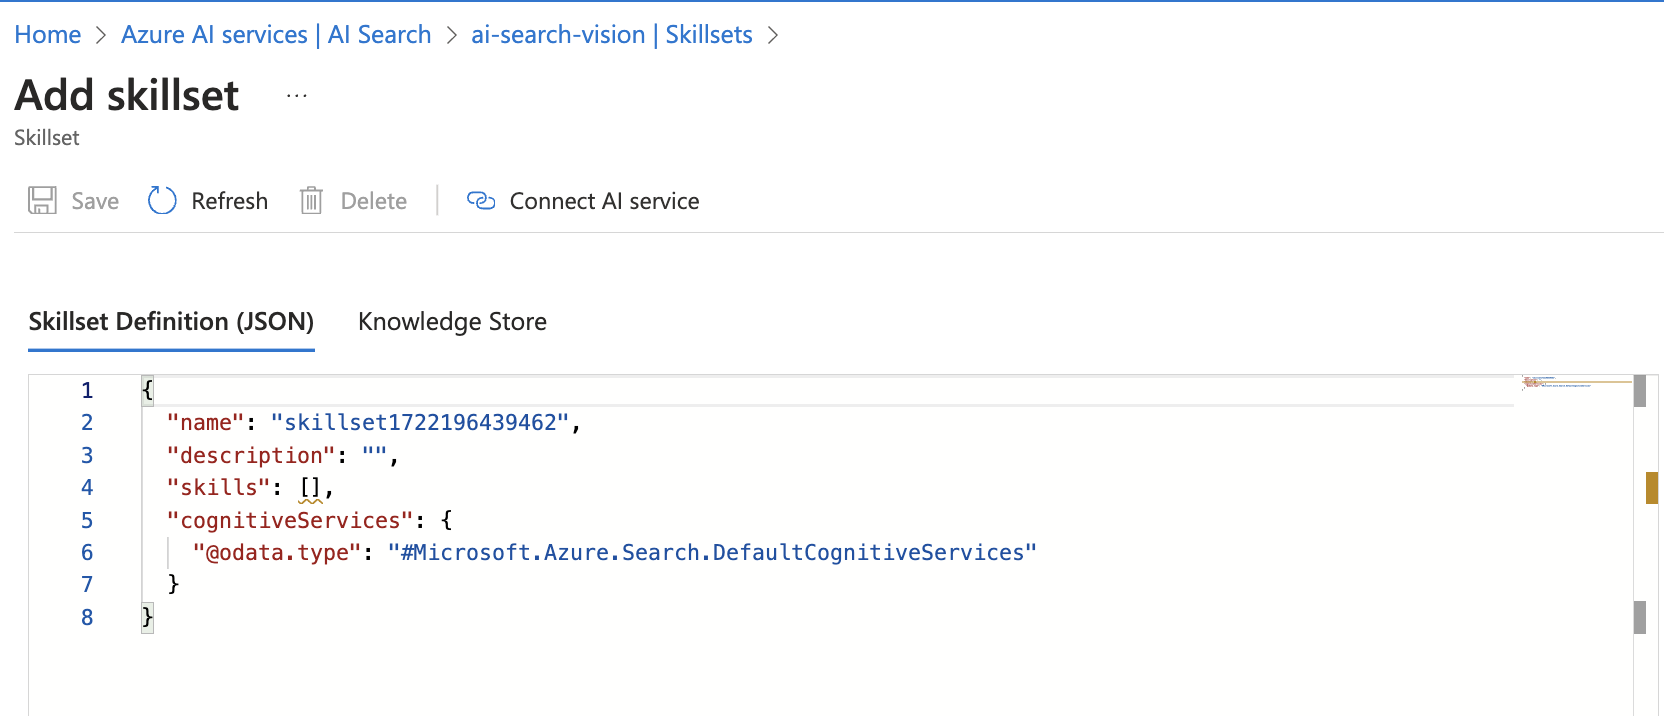 Home > Azure AI services | AI Search > ai-search-vision | Skillsets >
Add skillset ...
Skillset
Save Refresh Delete | Connect AI service
Skillset Definition (JSON) Knowledge Store
1 {
2 "name": "skillset1722196439462",
3 "description": "",
4 "skills": [],
5 "cognitiveServices": {
6 "@odata.type": "#Microsoft.Azure.Search.DefaultCognitiveServices"
7 }
8 }